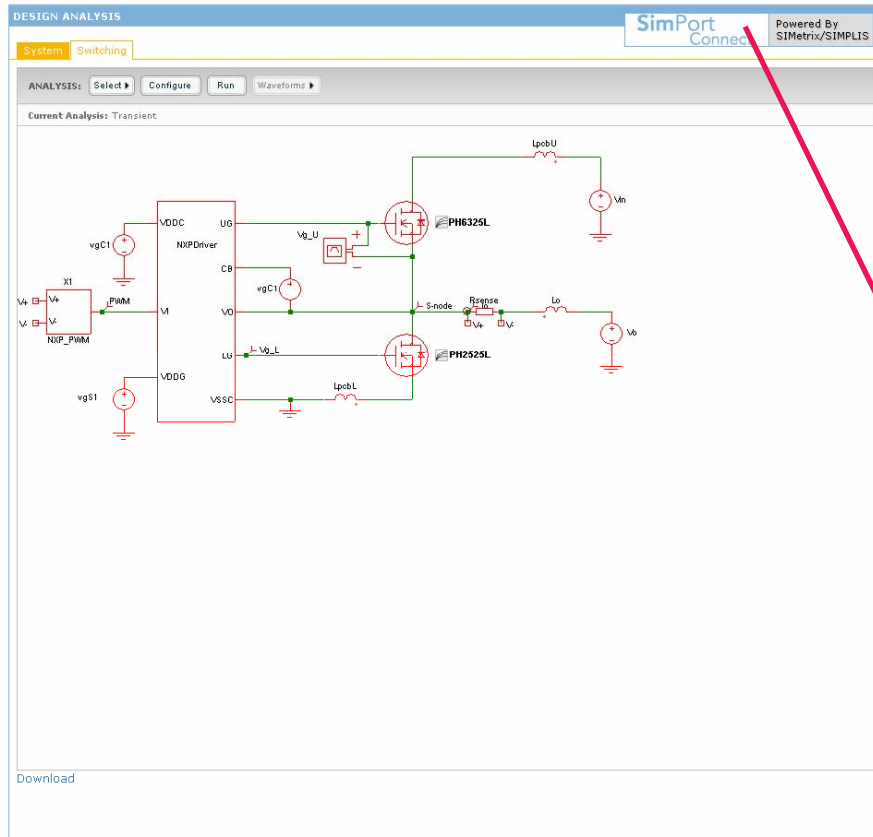 DESIGN ANALYSIS
SimPort
Connect
Powered By
SIMetrix/SIMPLIS
System
Switching
ANALYSIS:
Select
Configure
Run
Waveforms
Current Analysis: Transient
LpcbU
Vin
VDDC
UG
PH6325L
NXPDriver
Vg_U
vgC1
CB
vgC1
X1
V+
V+
PWM
VI
VO
S-node
Rsense
Io
Lo
V-
V-
V+
V-
Vo
NXP_PWM
LG
Vg_L
PH2525L
VDDG
LpcbL
vgS1
VSSC
Download